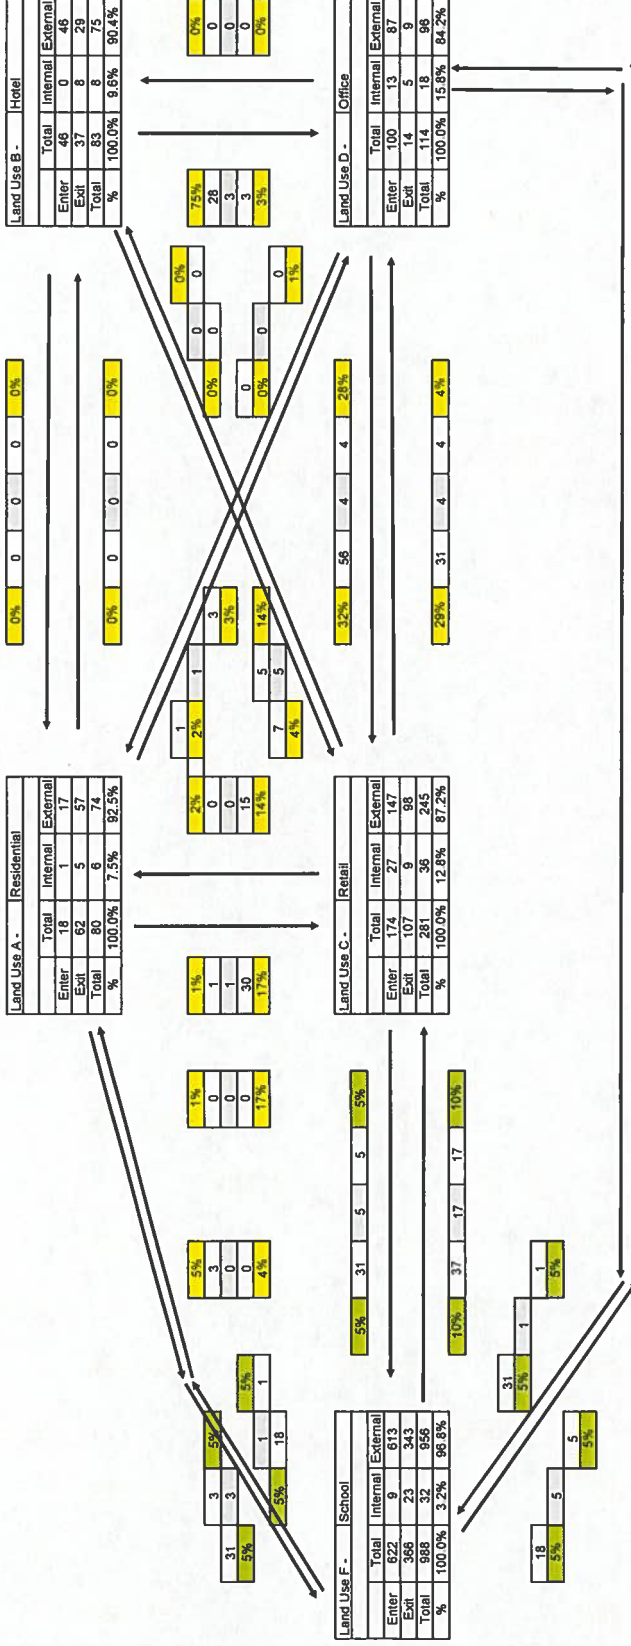 Land Use A - Residential
Total Internal External
Enter 18 1 17
Exit 62 5 57
Total 80 6 74
% 100.0% 7.5% 92.5%
0% 0 0 0 0%
0% 0 0 0 0%
Land Use B - Hotel
Total Internal External
Enter 46 0 46
Exit 37 8 29
Total 83 8 75
% 100.0% 9.6% 90.4%
31
5%
3
3
5%
5%
1
1
18
5%
5%
3
0
0
4%
1%
0
0
0
17%
1%
1
1
30
17%
2%
0
0
15
14%
1
2%
1
3
3%
14%
5
5
7
4%
0%
0
0
0
0%
0
0%
0
0
1%
75%
28
3
3
3%
0%
0
0
0
0%
Land Use F - School
Total Internal External
Enter 622 9 613
Exit 366 23 343
Total 988 32 956
% 100.0% 3.2% 96.8%
5% 31 5 5 5%
10% 37 17 17 10%
Land Use C - Retail
Total Internal External
Enter 174 27 147
Exit 107 9 98
Total 281 36 245
% 100.0% 12.8% 87.2%
32% 56 4 4 28%
29% 31 4 4 4%
Land Use D - Office
Total Internal External
Enter 100 13 87
Exit 14 5 9
Total 114 18 96
% 100.0% 15.8% 84.2%
31
5%
1
1
5%
18
5%
5
5
5%